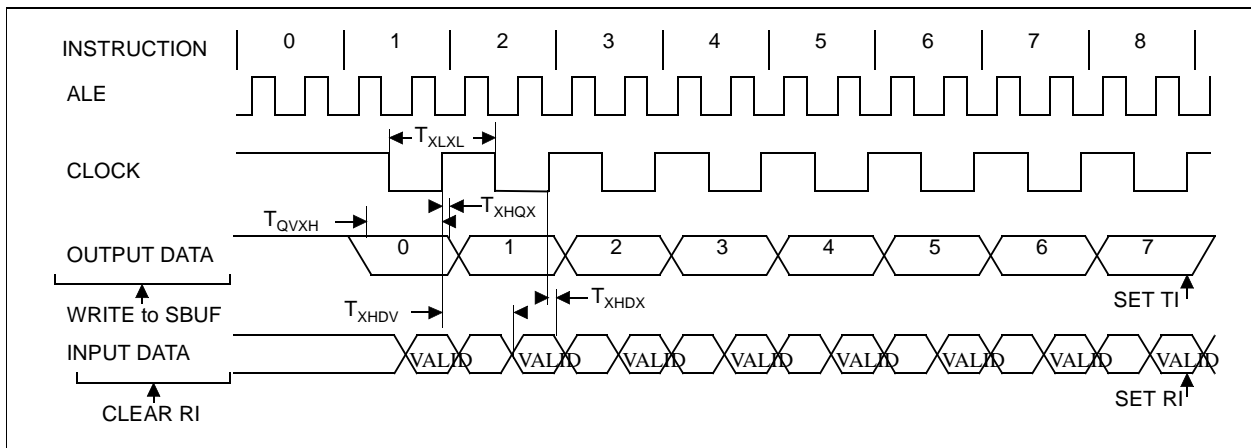 INSTRUCTION 0 1 2 3 4 5 6 7 8
ALE
TXLXL
CLOCK
TXHQX
TQVXH
OUTPUT DATA 0 1 2 3 4 5 6 7
WRITE to SBUF
SET TI
TXHDV
TXHDX
INPUT DATA VALID VALID VALID VALID VALID VALID VALID VALID
CLEAR RI
SET RI